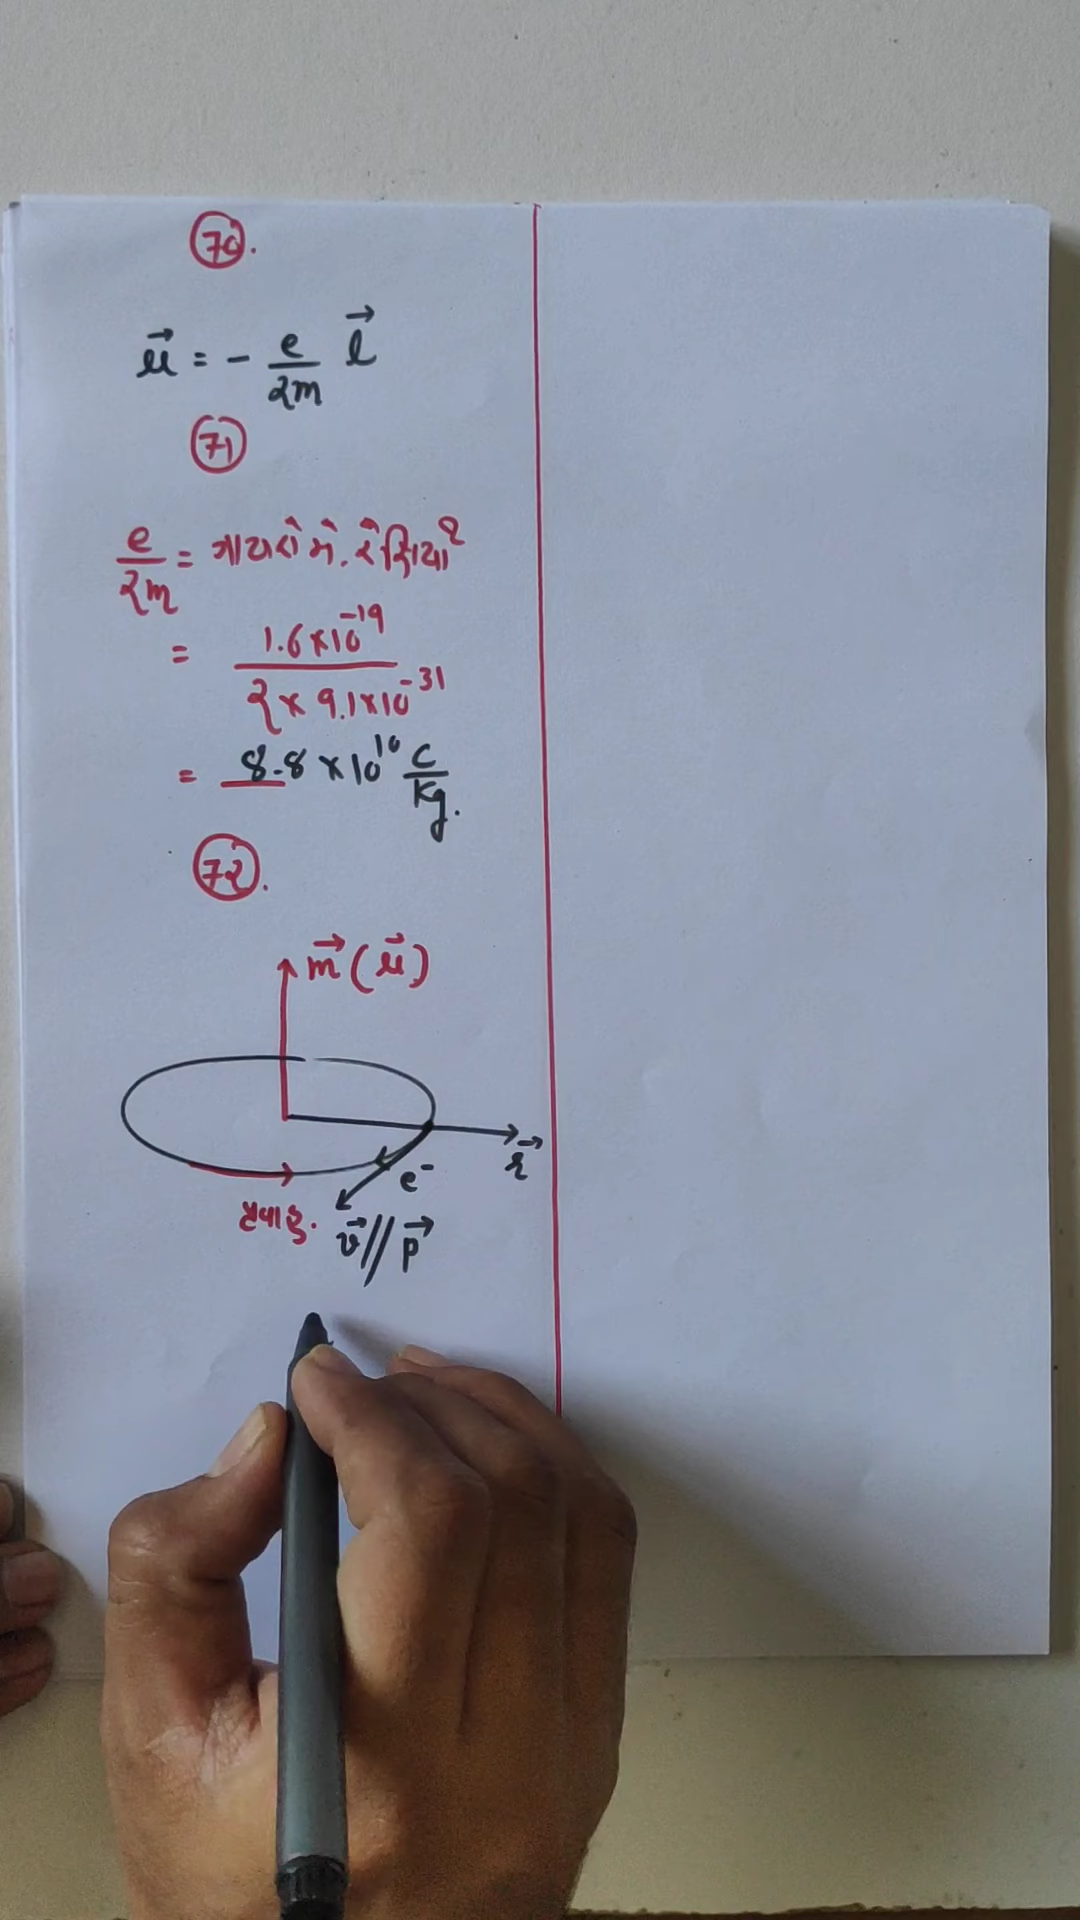 70.
μ⃗ = - e/2m l⃗
71
e/2m = ગાયરો મે. રેશિયો
= 1.6×10⁻¹⁹ / 2 × 9.1×10⁻³¹
= 8.8 × 10¹⁰ C/Kg.
72.
m⃗ (μ⃗)
r⃗
e⁻
પ્રવાહ.
v⃗ // p⃗